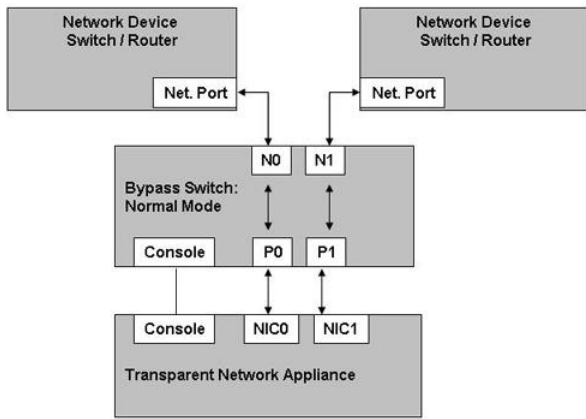 Network Device
Switch / Router
Net. Port
Network Device
Switch / Router
Net. Port
N0
N1
Bypass Switch:
Normal Mode
Console
P0
P1
Console
NIC0
NIC1
Transparent Network Appliance